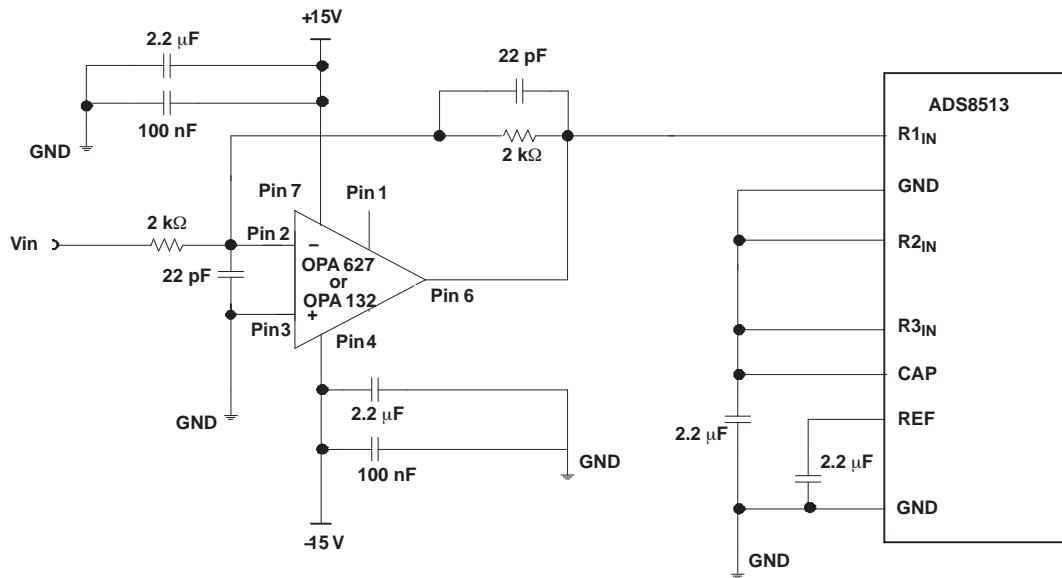 +15V
2.2 µF
22 pF
ADS8513
100 nF
R1IN
GND
2 kΩ
Pin 7
Pin 1
GND
2 kΩ
Vin
Pin 2
−
R2IN
22 pF
OPA 627
or
OPA 132
Pin 6
Pin3
+
Pin4
R3IN
CAP
GND
2.2 µF
REF
2.2 µF
2.2 µF
100 nF
GND
GND
−15 V
GND